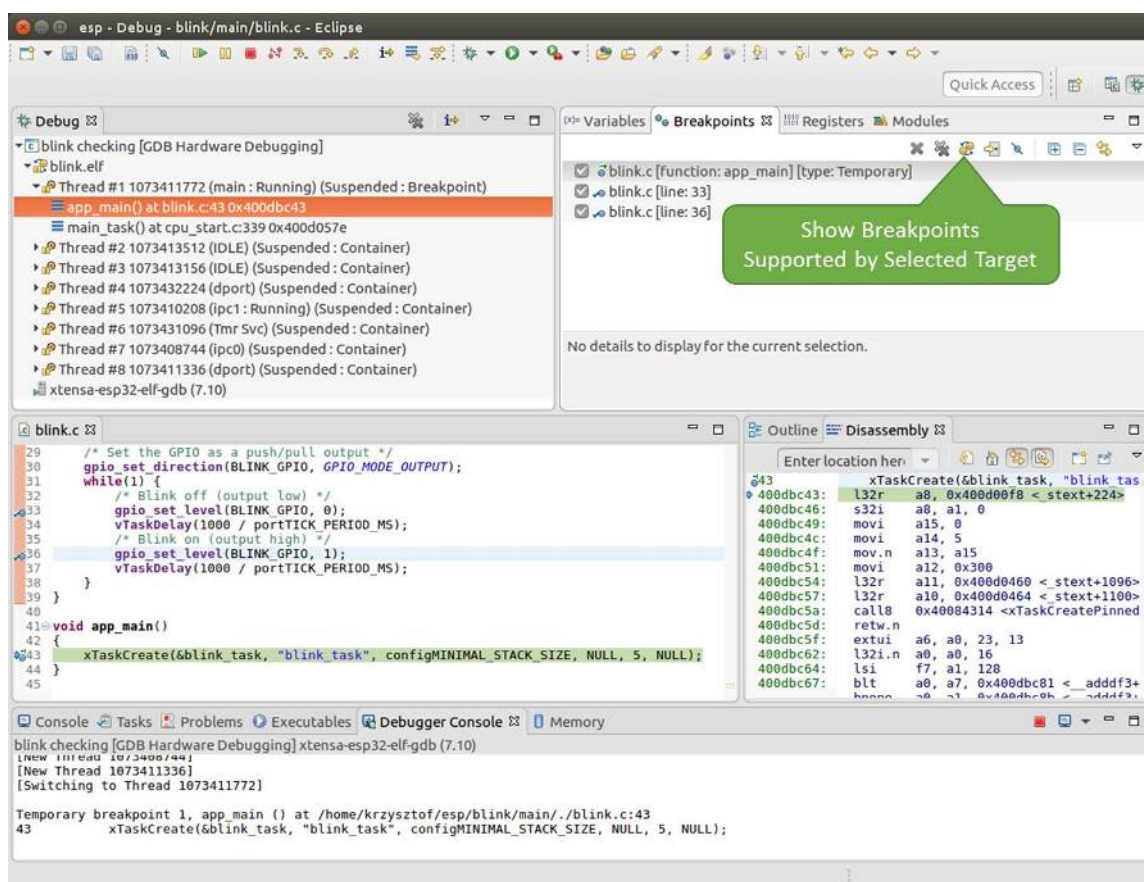 esp - Debug - blink/main/blink.c - Eclipse
Quick Access
Debug
blink checking [GDB Hardware Debugging]
blink.elf
Thread #1 1073411772 (main : Running) (Suspended : Breakpoint)
app_main() at blink.c:43 0x400dbc43
main_task() at cpu_start.c:339 0x400d057e
Thread #2 1073413512 (IDLE) (Suspended : Container)
Thread #3 1073413156 (IDLE) (Suspended : Container)
Thread #4 1073432224 (dport) (Suspended : Container)
Thread #5 1073410208 (ipc1 : Running) (Suspended : Container)
Thread #6 1073431096 (Tmr Svc) (Suspended : Container)
Thread #7 1073408744 (ipc0) (Suspended : Container)
Thread #8 1073411336 (dport) (Suspended : Container)
xtensa-esp32-elf-gdb (7.10)
(x)= Variables Breakpoints Registers Modules
blink.c [function: app_main] [type: Temporary]
blink.c [line: 33]
blink.c [line: 36]
Show Breakpoints
Supported by Selected Target
No details to display for the current selection.
blink.c
29 /* Set the GPIO as a push/pull output */
30 gpio_set_direction(BLINK_GPIO, GPIO_MODE_OUTPUT);
31 while(1) {
32 /* Blink off (output low) */
33 gpio_set_level(BLINK_GPIO, 0);
34 vTaskDelay(1000 / portTICK_PERIOD_MS);
35 /* Blink on (output high) */
36 gpio_set_level(BLINK_GPIO, 1);
37 vTaskDelay(1000 / portTICK_PERIOD_MS);
38 }
39 }
40
41 void app_main()
42 {
43 xTaskCreate(&blink_task, "blink_task", configMINIMAL_STACK_SIZE, NULL, 5, NULL);
44 }
45
Outline Disassembly
Enter location her
43 xTaskCreate(&blink_task, "blink_tas
400dbc43: l32r a8, 0x400d00f8 <_stext+224>
400dbc46: s32i a8, a1, 0
400dbc49: movi a15, 0
400dbc4c: movi a14, 5
400dbc4f: mov.n a13, a15
400dbc51: movi a12, 0x300
400dbc54: l32r a11, 0x400d0460 <_stext+1096>
400dbc57: l32r a10, 0x400d0464 <_stext+1100>
400dbc5a: call8 0x40084314 <xTaskCreatePinned
400dbc5d: retw.n
400dbc5f: extui a6, a0, 23, 13
400dbc62: l32i.n a0, a0, 16
400dbc64: lsi f7, a1, 128
400dbc67: blt a0, a7, 0x400dbc81 <__adddf3+
Console Tasks Problems Executables Debugger Console Memory
blink checking [GDB Hardware Debugging] xtensa-esp32-elf-gdb (7.10)
[New Thread 1073408744]
[New Thread 1073411336]
[Switching to Thread 1073411772]
Temporary breakpoint 1, app_main () at /home/krzysztof/esp/blink/main/./blink.c:43
43 xTaskCreate(&blink_task, "blink_task", configMINIMAL_STACK_SIZE, NULL, 5, NULL);